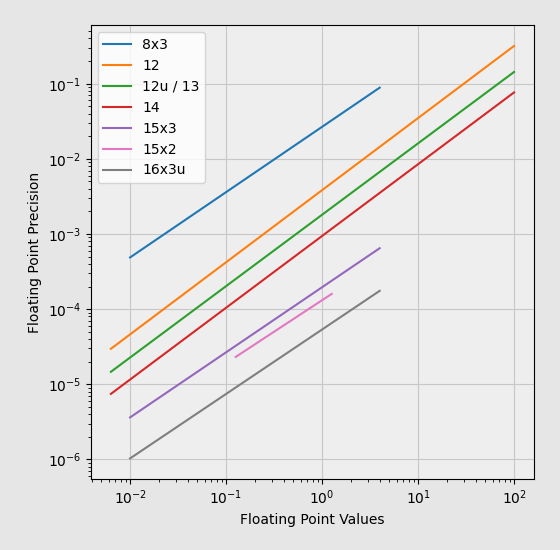 8x3
12
12u / 13
14
15x3
15x2
16x3u
10⁻¹
10⁻²
10⁻³
10⁻⁴
10⁻⁵
10⁻⁶
Floating Point Precision
10⁻² 10⁻¹ 10⁰ 10¹ 10²
Floating Point Values